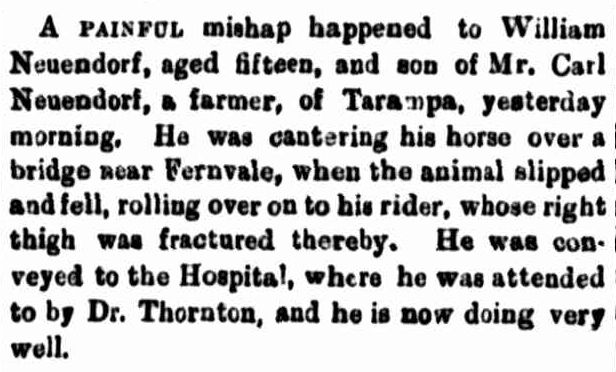 A PAINFUL mishap happened to William
Neuendorf, aged fifteen, and son of Mr. Carl
Neuendorf, a farmer, of Tarampa, yesterday
morning. He was cantering his horse over a
bridge near Fernvale, when the animal slipped
and fell, rolling over on to his rider, whose right
thigh was fractured thereby. He was con-
veyed to the Hospital, where he was attended
to by Dr. Thornton, and he is now doing very
well.